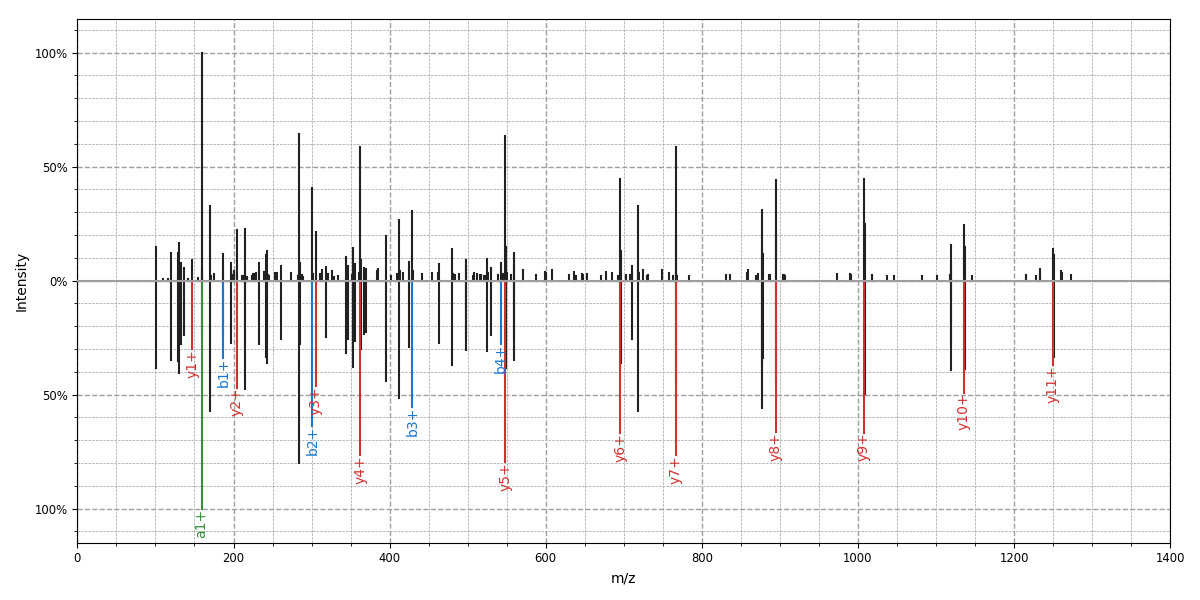 100%
50%
0%
50%
100%
Intensity
y1+
a1+
b1+
y2+
b2+
y3+
y4+
b3+
b4+
y5+
y6+
y7+
y8+
y9+
y10+
y11+
0 200 400 600 800 1000 1200 1400
m/z